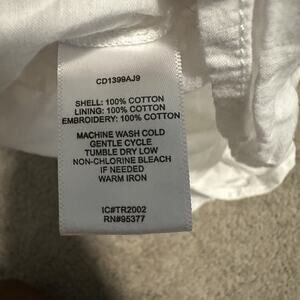 CD1399AJ9
SHELL: 100% COTTON
LINING: 100% COTTON
EMBROIDERY: 100% COTTON
MACHINE WASH COLD
GENTLE CYCLE
TUMBLE DRY LOW
NON-CHLORINE BLEACH
IF NEEDED
WARM IRON
IC#TR2002
RN#95377